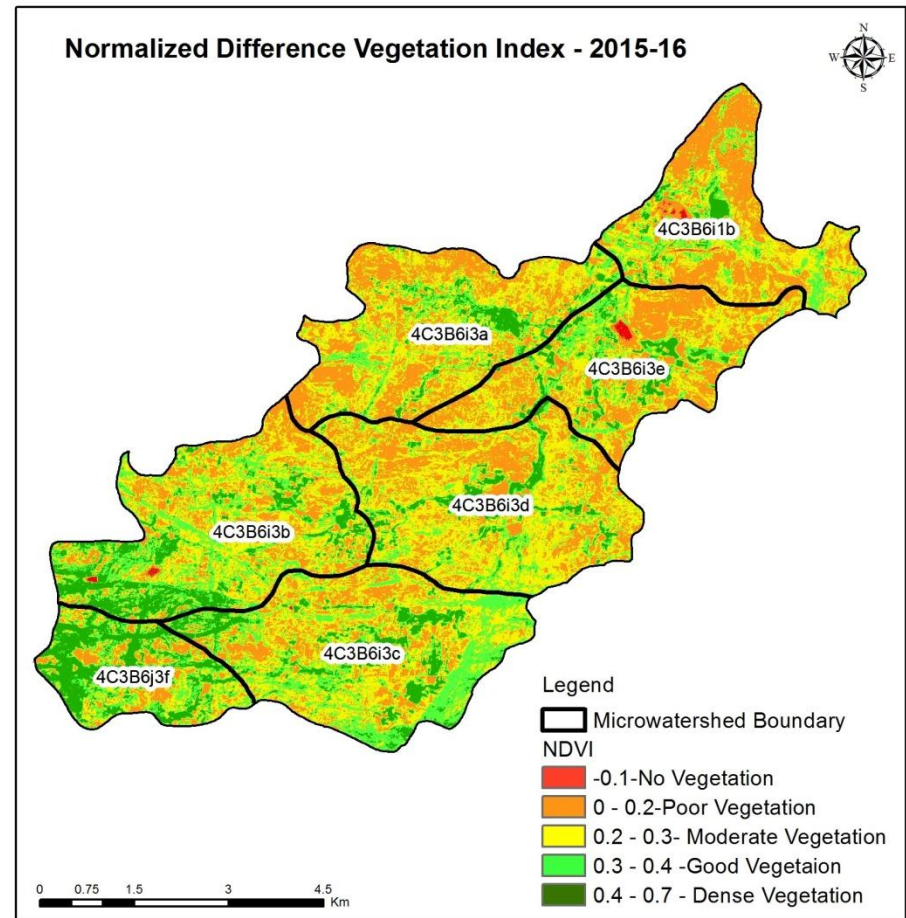 Normalized Difference Vegetation Index - 2015-16
N
W E
S
4C3B6i1b
4C3B6i3a
4C3B6i3e
4C3B6i3d
4C3B6i3b
4C3B6i3c
4C3B6j3f
Legend
Microwatershed Boundary
NDVI
-0.1-No Vegetation
0 - 0.2-Poor Vegetation
0.2 - 0.3- Moderate Vegetation
0.3 - 0.4 -Good Vegetaion
0.4 - 0.7 - Dense Vegetation
0 0.75 1.5 3 4.5
Km